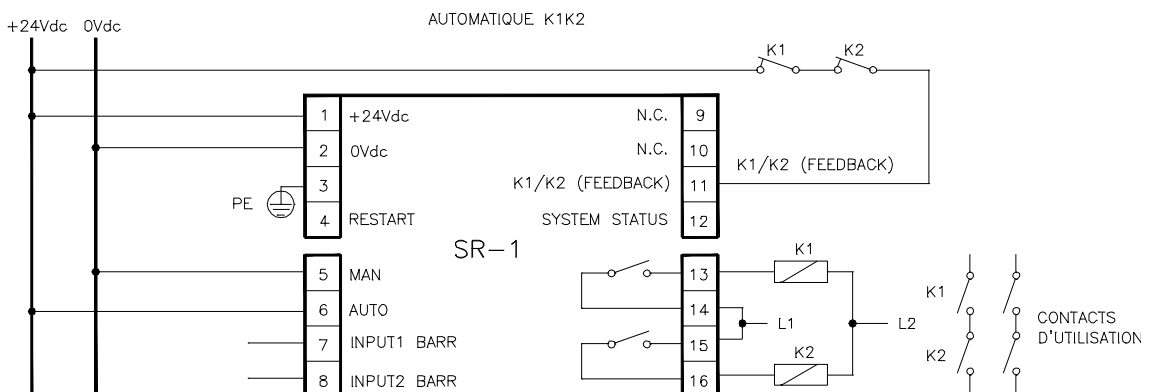 AUTOMATIQUE K1K2
+24Vdc 0Vdc
K1 K2
1 +24Vdc N.C. 9
2 0Vdc N.C. 10
K1/K2 (FEEDBACK)
3 K1/K2 (FEEDBACK) 11
PE
4 RESTART SYSTEM STATUS 12
SR-1
K1
5 MAN 13
K1
6 AUTO 14
L1 L2
CONTACTS
D'UTILISATION
7 INPUT1 BARR 15
K2 K2
8 INPUT2 BARR 16